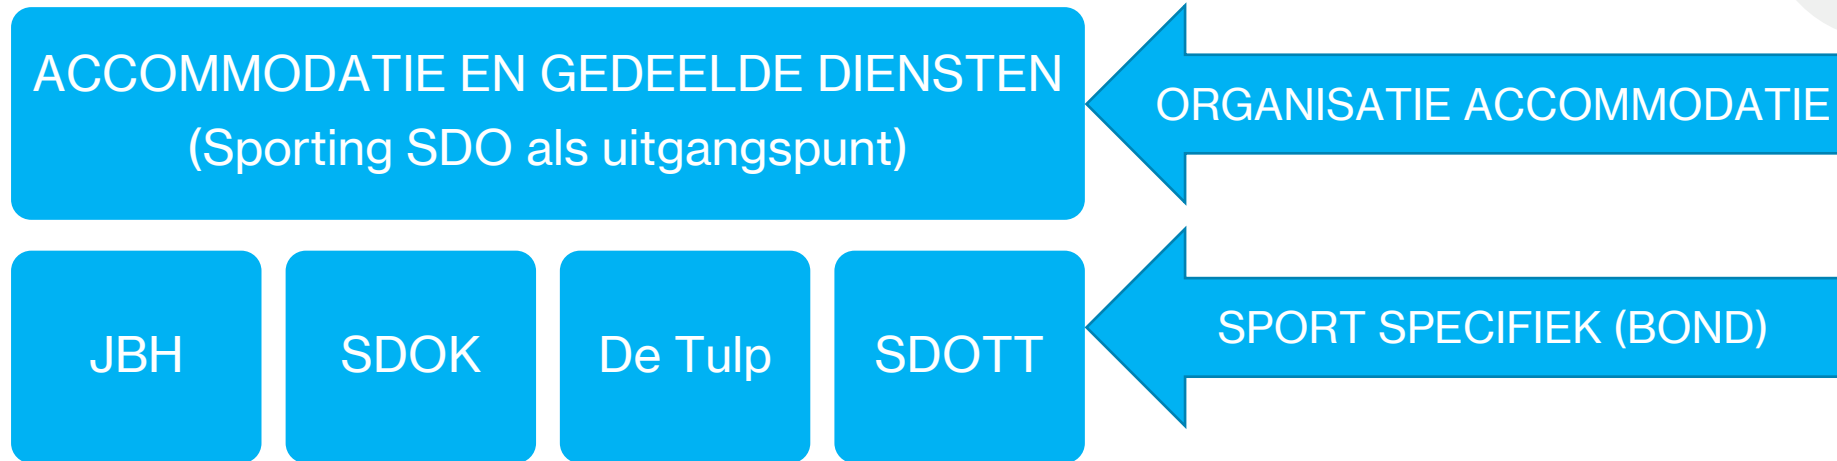 ACCOMMODATIE EN GEDEELDE DIENSTEN
(Sporting SDO als uitgangspunt)
ORGANISATIE ACCOMMODATIE
JBH
SDOK
De Tulp
SDOTT
SPORT SPECIFIEK (BOND)